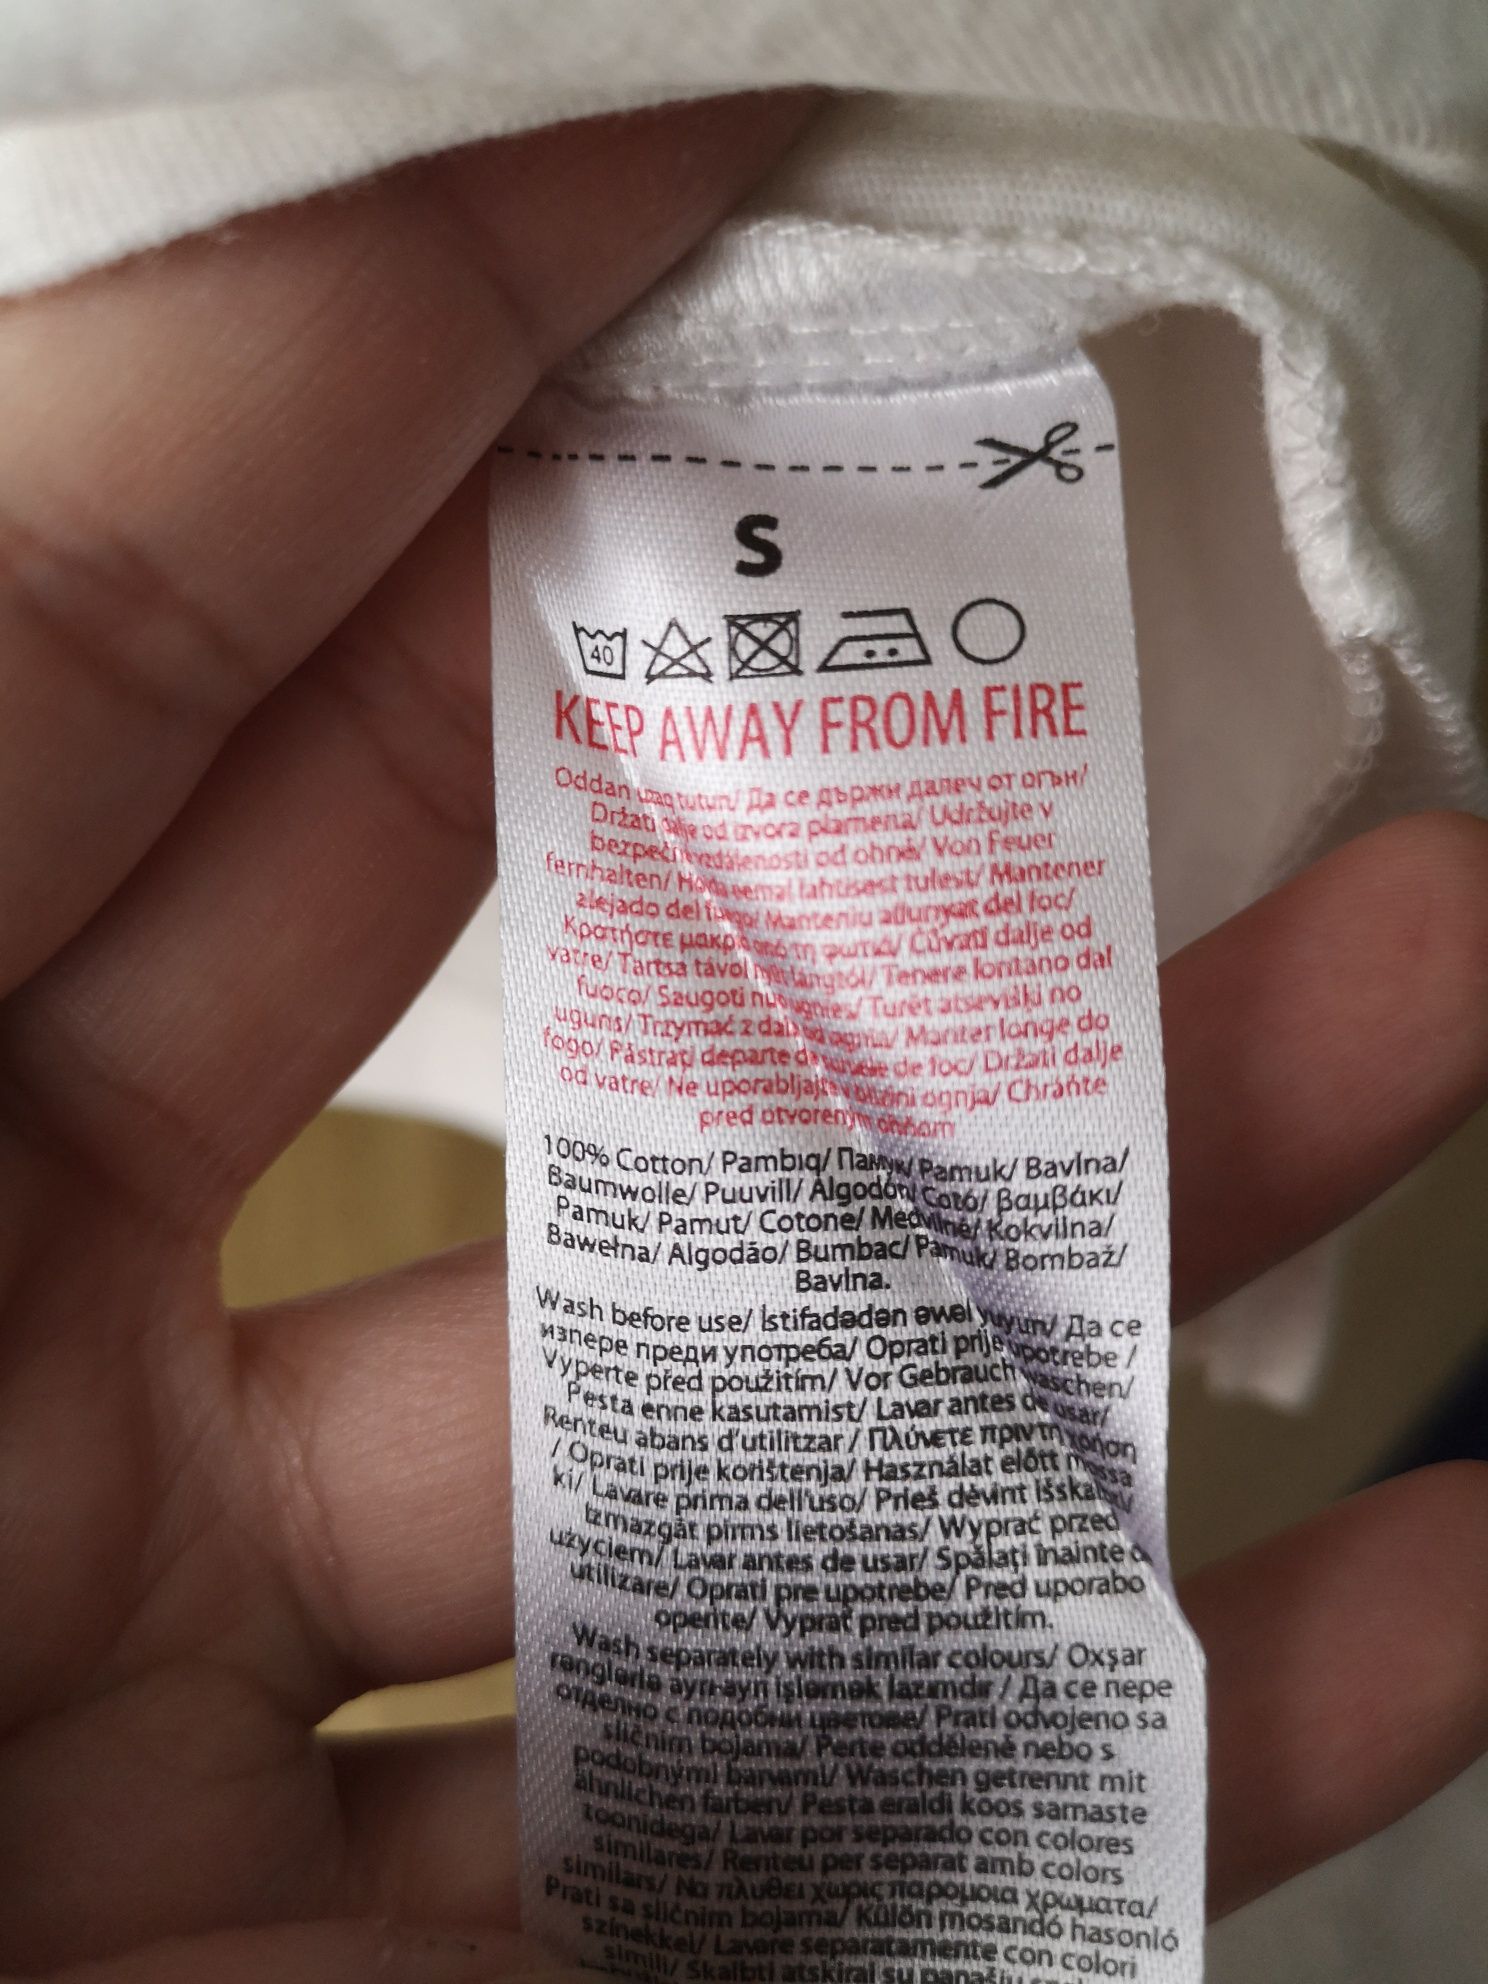 S
40
KEEP AWAY FROM FIRE
Oddan uzaq tutun/ Да се държи далеч от огън/
Držati dalje od izvora plamena/ Udržujte v
bezpečné vzdálenosti od ohně/ Von Feuer
fernhalten/ Hoida eemal lahtisest tulest/ Mantener
alejado del fuego/ Manteniu allunyat del foc/
Κρατήστε μακριά από τη φωτιά/ Čuvati dalje od
vatre/ Tartsa távol lángtól/ Tenere lontano dal
fuoco/ Saugoti nuo ugnies/ Turēt atsevišķi no
uguns/ Trzymać z dala od ognia/ Manter longe do
fogo/ Păstrați departe de sursele de foc/ Držati dalje
od vatre/ Ne uporabljajte v bližini ognja/ Chráňte
pred otvoreným ohňom
100% Cotton/ Pambıq/ Памук/ Pamuk/ Bavlna/
Baumwolle/ Puuvill/ Algodón/ Cotó/ βαμβάκι/
Pamuk/ Pamut/ Cotone/ Medvilnė/ Kokvilna/
Bawełna/ Algodão/ Bumbac/ Pamuk/ Bombaž/
Bavlna.
Wash before use/ İstifadədən əwəl yuyun/ Да се
изпере преди употреба/ Oprati prije upotrebe /
Vyperte před použitím/ Vor Gebrauch waschen/
Pesta enne kasutamist/ Lavar antes de usar/
Renteu abans d'utilitzar / Πλύνετε πριν τη χρήση
/ Oprati prije korištenja/ Használat előtt mossa
ki/ Lavare prima dell'uso/ Prieš dėvint išskalbti/
Izmazgāt pirms lietošanas/ Wyprać przed
użyciem/ Lavar antes de usar/ Spălați înainte d
utilizare/ Oprati pre upotrebe/ Pred uporabo
operite/ Vyprať pred použitím.
Wash separately with similar colours/ Oxşar
rənglərlə ayrı-ayrı işləmək lazımdır / Да се пере
отделно с подобни цветове/ Prati odvojeno sa
sličnim bojama/ Perte odděleně nebo s
podobnými barvami/ Waschen getrennt mit
ähnlichen farben/ Pesta eraldi koos samaste
toonidega/ Lavar por separado con colores
similares/ Renteu per separat amb colors
similars/ Να πλυθεί χωρίς παρόμοια χρώματα/
Prati sa sličnim bojama/ Külön mosandó hasonló
színekkel/ Lavare separatamente con colori
simili/ Skalbti atskirai su panašių